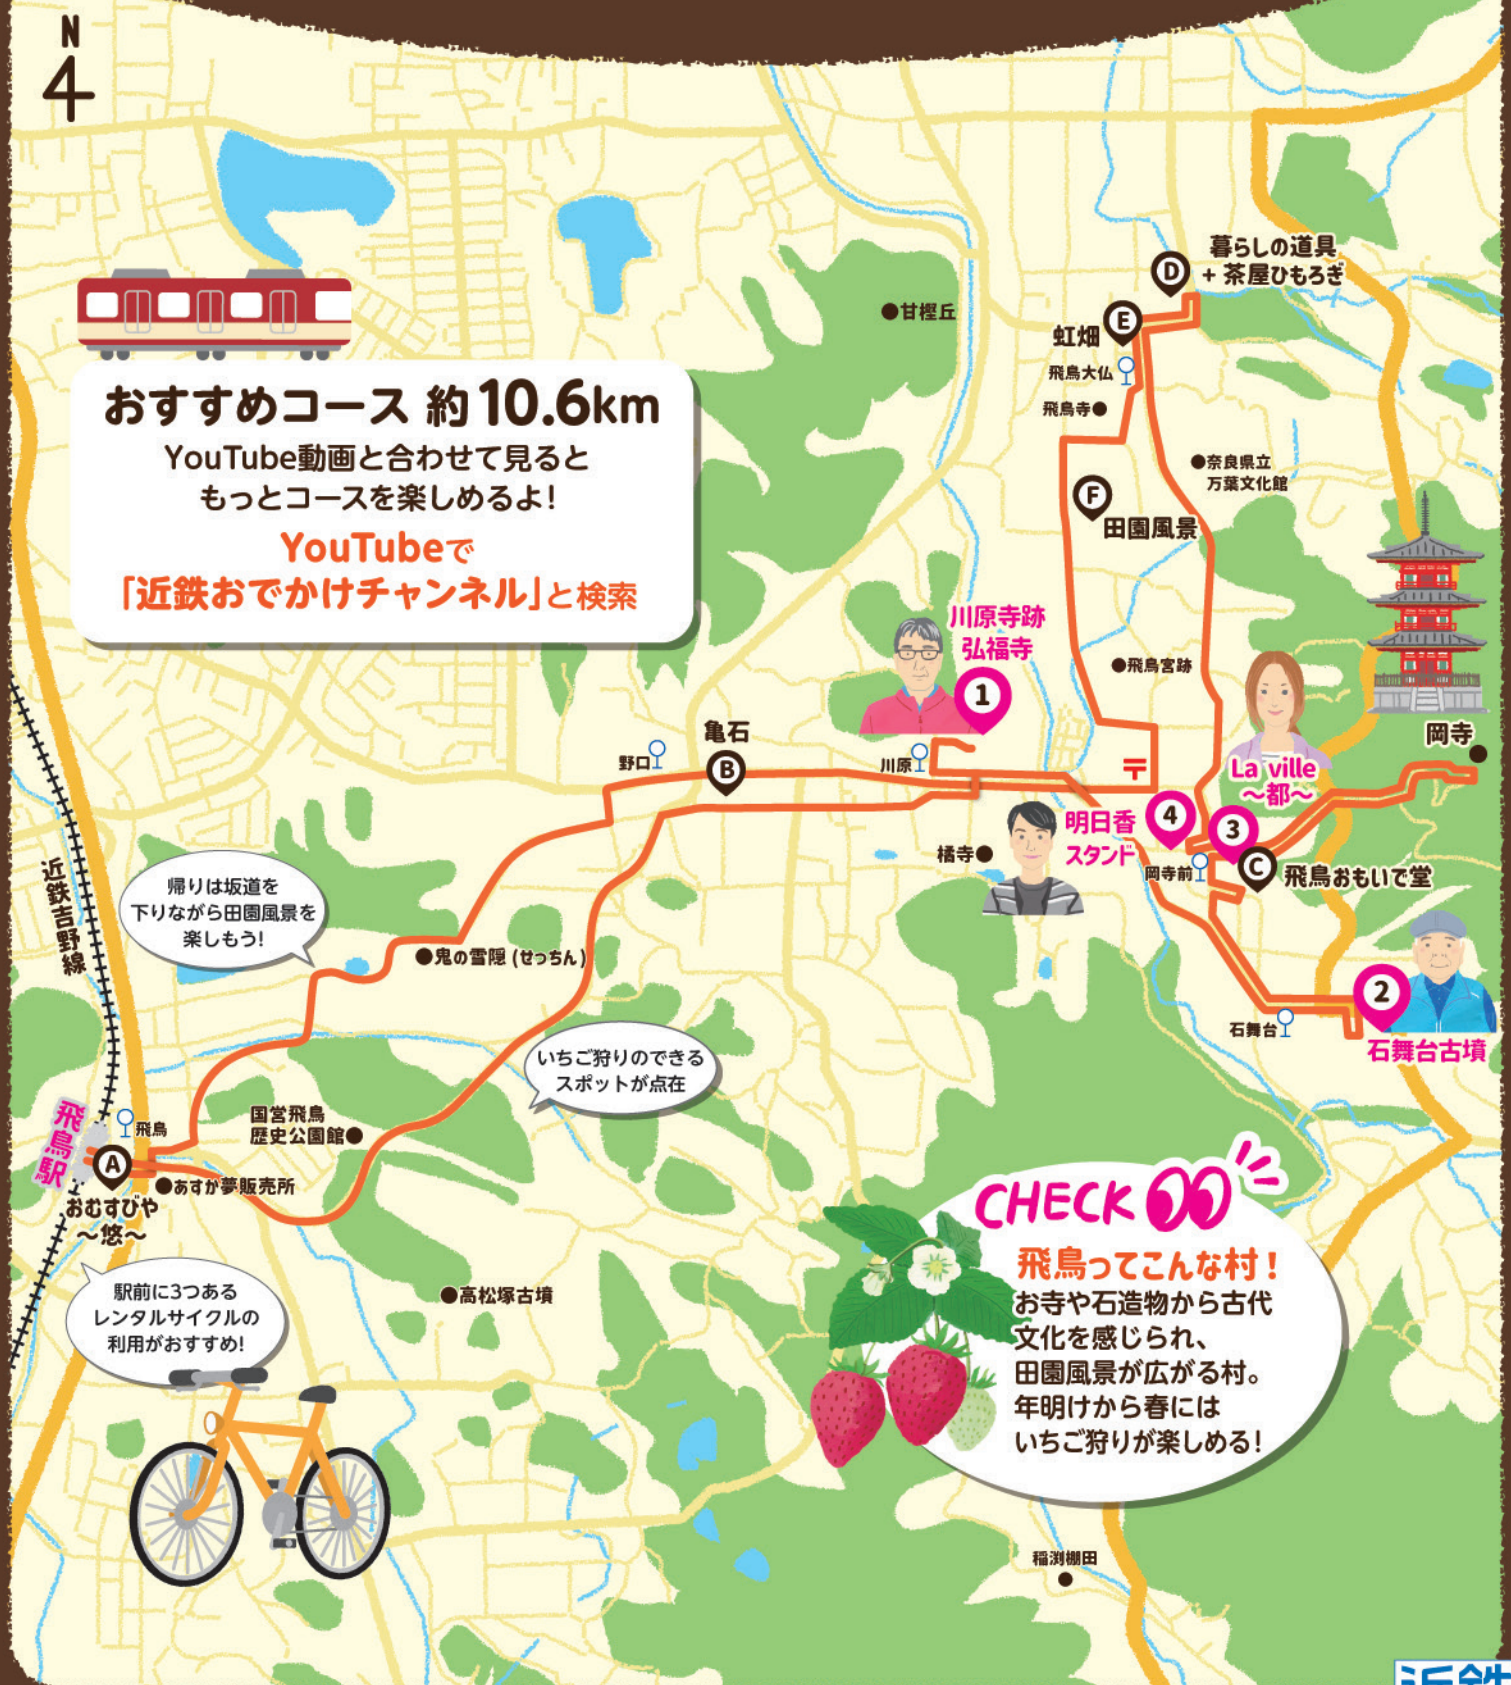 N
暮らしの道具
+ 茶屋ひもろぎ
D
甘樫丘
E
虹畑
飛鳥大仏
飛鳥寺
おすすめコース 約10.6km
YouTube動画と合わせて見ると
もっとコースを楽しめるよ!
YouTubeで
「近鉄おでかけチャンネル」と検索
奈良県立
万葉文化館
F
田園風景
川原寺跡
弘福寺
1
飛鳥宮跡
岡寺
亀石
B
野口
川原
〒
La ville
〜都〜
明日香
スタンド
4
3
橘寺
岡寺前
C
飛鳥おもいで堂
近鉄吉野線
帰りは坂道を
下りながら田園風景を
楽しもう!
鬼の雪隠 (せっちん)
2
石舞台
石舞台古墳
いちご狩りのできる
スポットが点在
飛鳥駅
飛鳥
国営飛鳥
歴史公園館
A
あすか夢販売所
おむすびや
〜悠〜
駅前に3つある
レンタルサイクルの
利用がおすすめ!
高松塚古墳
CHECK
飛鳥ってこんな村!
お寺や石造物から古代
文化を感じられ、
田園風景が広がる村。
年明けから春には
いちご狩りが楽しめる!
稲渕棚田
近鉄